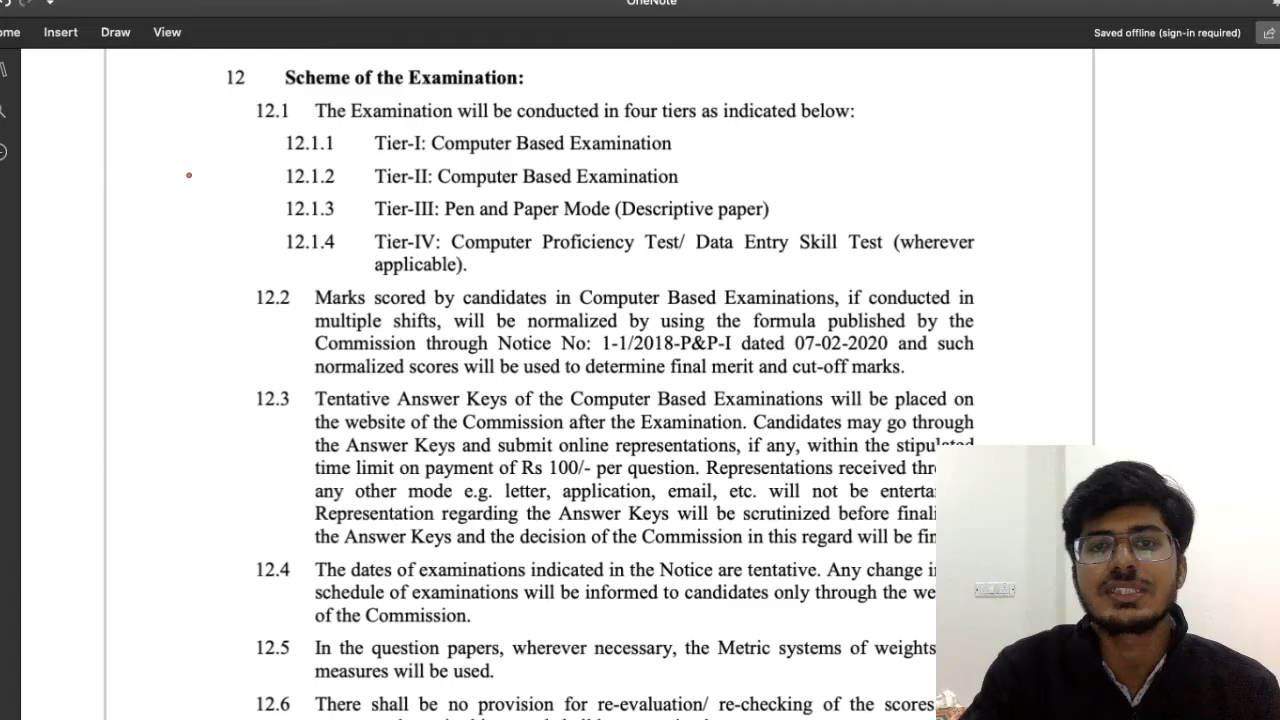 OneNote
ome Insert Draw View Saved offline (sign-in required)
12 Scheme of the Examination:
12.1 The Examination will be conducted in four tiers as indicated below:
12.1.1 Tier-I: Computer Based Examination
12.1.2 Tier-II: Computer Based Examination
12.1.3 Tier-III: Pen and Paper Mode (Descriptive paper)
12.1.4 Tier-IV: Computer Proficiency Test/ Data Entry Skill Test (wherever
applicable).
12.2 Marks scored by candidates in Computer Based Examinations, if conducted in
multiple shifts, will be normalized by using the formula published by the
Commission through Notice No: 1-1/2018-P&P-I dated 07-02-2020 and such
normalized scores will be used to determine final merit and cut-off marks.
12.3 Tentative Answer Keys of the Computer Based Examinations will be placed on
the website of the Commission after the Examination. Candidates may go through
the Answer Keys and submit online representations, if any, within the stipulated
time limit on payment of Rs 100/- per question. Representations received thr
any other mode e.g. letter, application, email, etc. will not be enterta
Representation regarding the Answer Keys will be scrutinized before finali
the Answer Keys and the decision of the Commission in this regard will be fin
12.4 The dates of examinations indicated in the Notice are tentative. Any change i
schedule of examinations will be informed to candidates only through the we
of the Commission.
12.5 In the question papers, wherever necessary, the Metric systems of weights
measures will be used.
12.6 There shall be no provision for re-evaluation/ re-checking of the scores